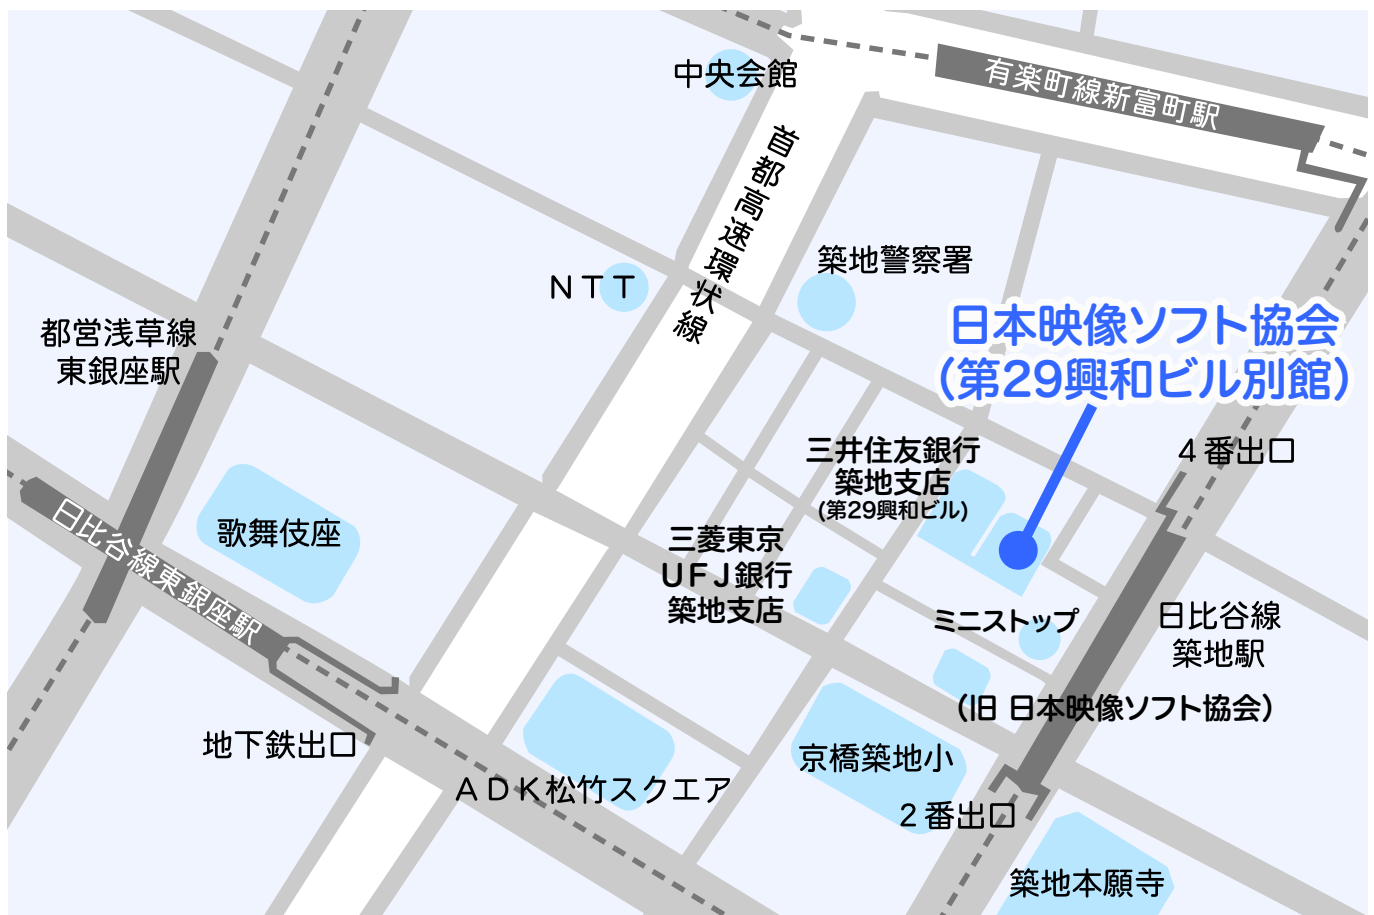 中央会館
有楽町線新富町駅
首都高速環状線
築地警察署
NTT
日本映像ソフト協会
(第29興和ビル別館)
都営浅草線
東銀座駅
三井住友銀行
築地支店
(第29興和ビル)
4番出口
日比谷線東銀座駅
歌舞伎座
三菱東京
UFJ銀行
築地支店
ミニストップ
日比谷線
築地駅
(旧 日本映像ソフト協会)
地下鉄出口
ADK松竹スクエア
京橋築地小
2番出口
築地本願寺